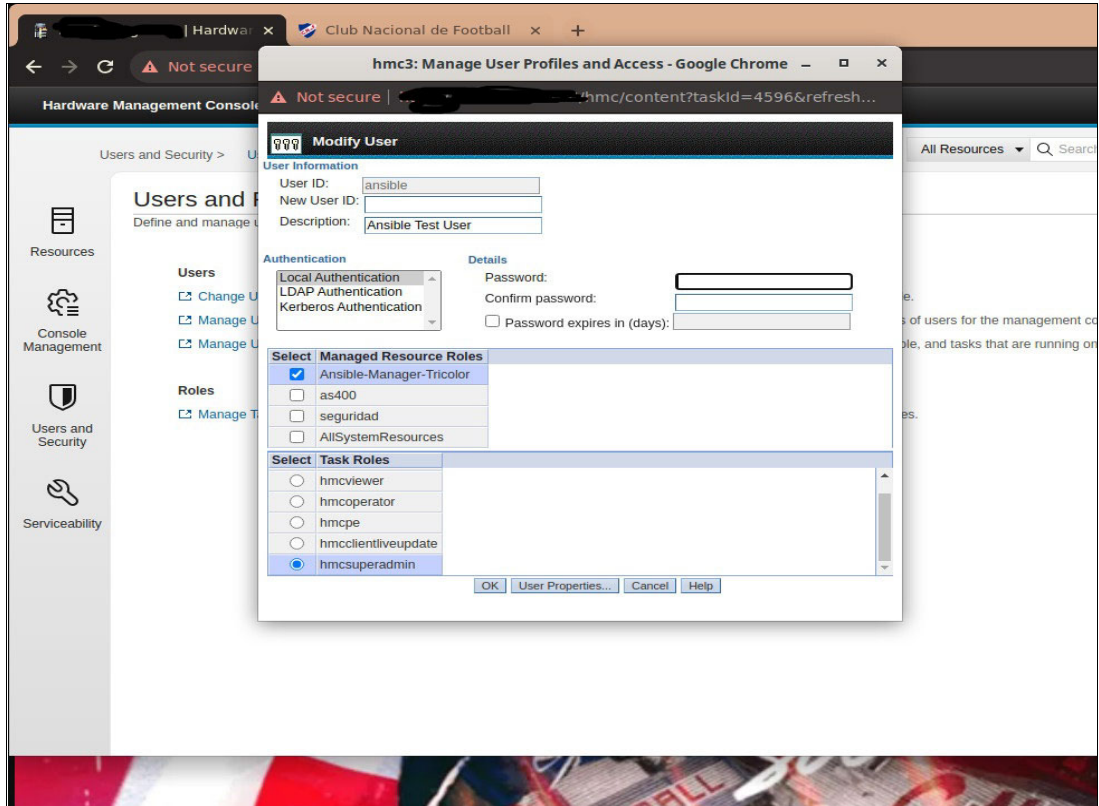 | Hardwar
Club Nacional de Football
Not secure
hmc3: Manage User Profiles and Access - Google Chrome
Not secure |
/hmc/content?taskId=4596&refresh...
Hardware Management Console
Modify User
Users and Security >
All Resources
Search
User Information
User ID:
ansible
New User ID:
Description:
Ansible Test User
Users and
Define and manage
Resources
Console
Management
Users and
Security
Serviceability
Users
Change U
Manage U
Manage U
Roles
Manage T
Authentication
Local Authentication
LDAP Authentication
Kerberos Authentication
Details
Password:
Confirm password:
Password expires in (days):
e.
s of users for the management co
ole, and tasks that are running on
es.
Select Managed Resource Roles
Ansible-Manager-Tricolor
as400
seguridad
AllSystemResources
Select Task Roles
hmcviewer
hmcoperator
hmcpe
hmcclientliveupdate
hmcsuperadmin
OK User Properties... Cancel Help